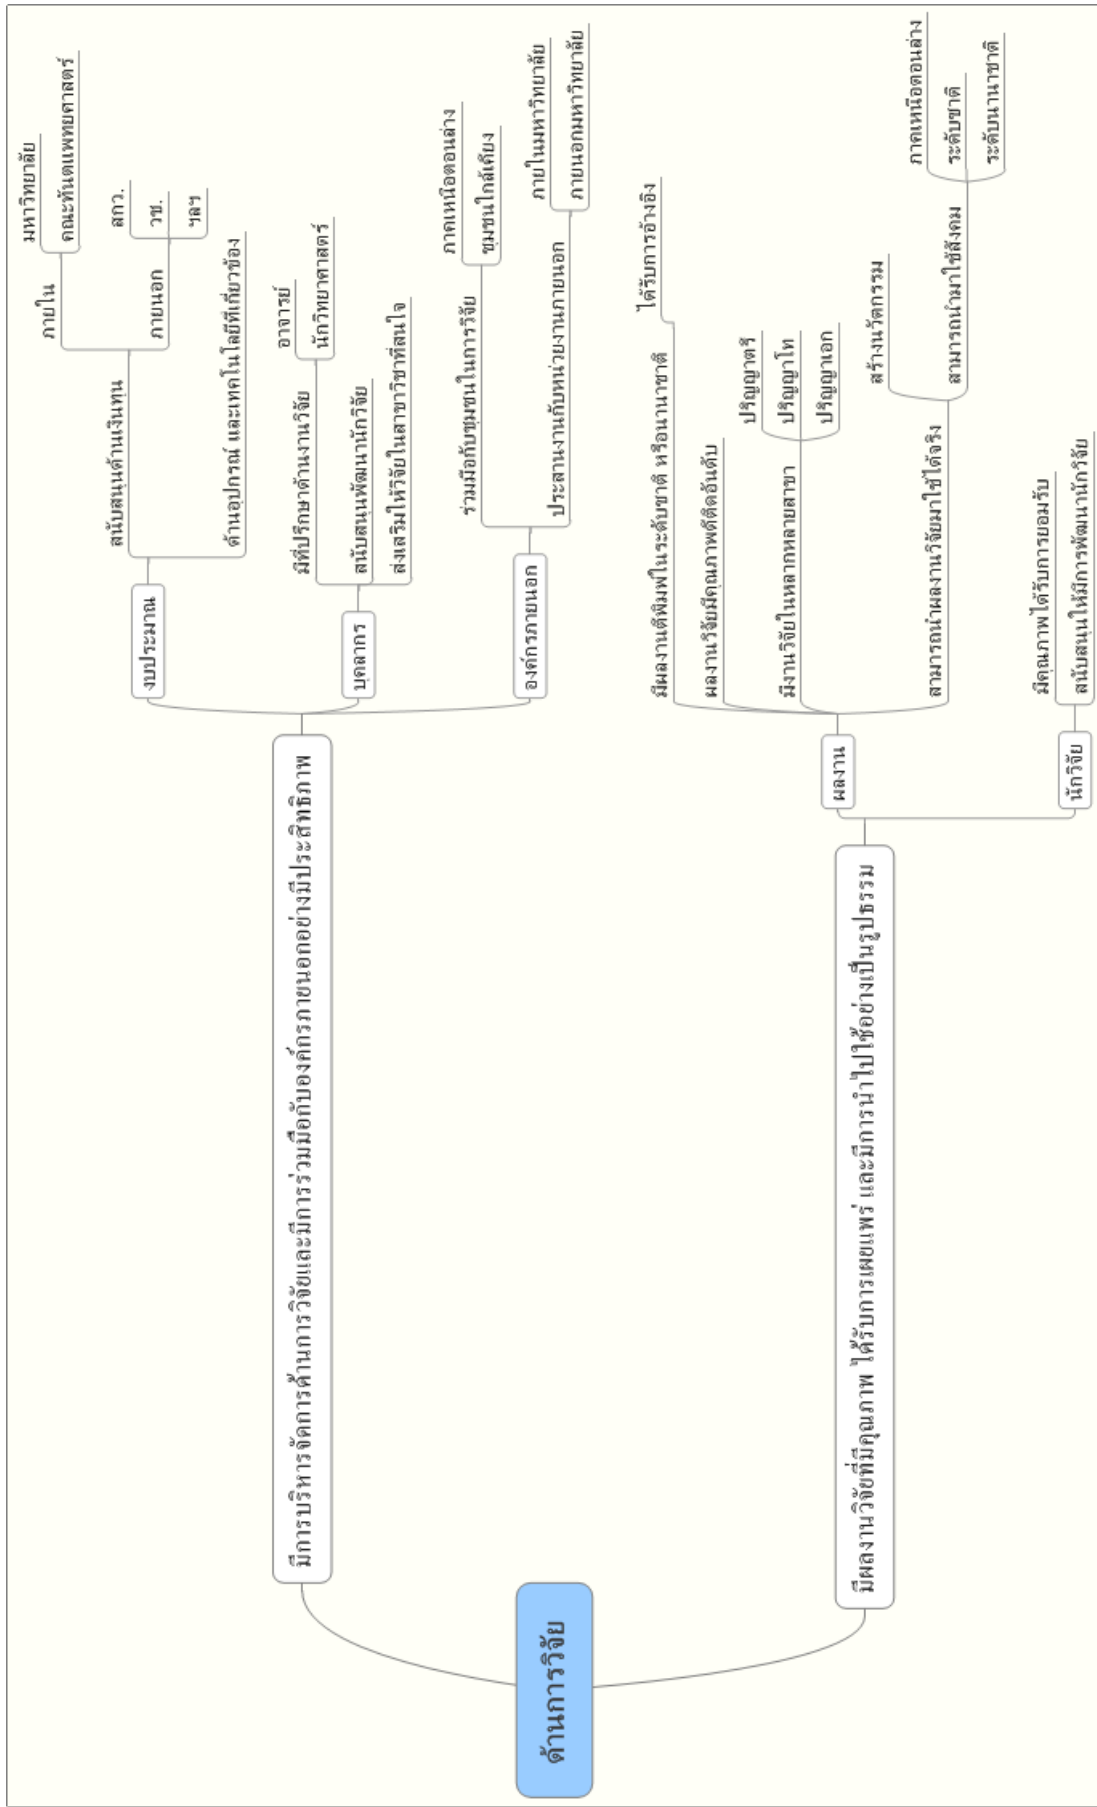 ด้านการวิจัย
มีการบริหารจัดการด้านการวิจัยและมีการร่วมมือกับองค์กรภายนอกอย่างมีประสิทธิภาพ
งบประมาณ
สนับสนุนด้านเงินทุน
ภายใน
มหาวิทยาลัย
คณะทันตแพทยศาสตร์
ภายนอก
สกว.
วช.
ฯลฯ
ด้านอุปกรณ์ และเทคโนโลยีที่เกี่ยวข้อง
บุคลากร
มีที่ปรึกษาด้านงานวิจัย
อาจารย์
นักวิทยาศาสตร์
สนับสนุนพัฒนานักวิจัย
ส่งเสริมให้วิจัยในสาขาวิชาที่สนใจ
องค์กรภายนอก
ร่วมมือกับชุมชนในการวิจัย
ภาคเหนือตอนล่าง
ชุมชนใกล้เคียง
ประสานงานกับหน่วยงานภายนอก
ภายในมหาวิทยาลัย
ภายนอกมหาวิทยาลัย
มีผลงานวิจัยที่มีคุณภาพ ได้รับการเผยแพร่ และมีการนำไปใช้อย่างเป็นรูปธรรม
ผลงาน
มีผลงานตีพิมพ์ในระดับชาติ หรือนานาชาติ
ได้รับการอ้างอิง
ผลงานวิจัยมีคุณภาพดีติดอันดับ
มีงานวิจัยในหลากหลายสาขา
ปริญญาตรี
ปริญญาโท
ปริญญาเอก
สามารถนำผลงานวิจัยมาใช้ได้จริง
สร้างนวัตกรรม
สามารถนำมาใช้สังคม
ภาคเหนือตอนล่าง
ระดับชาติ
ระดับนานาชาติ
นักวิจัย
มีคุณภาพได้รับการยอมรับ
สนับสนุนให้มีการพัฒนานักวิจัย